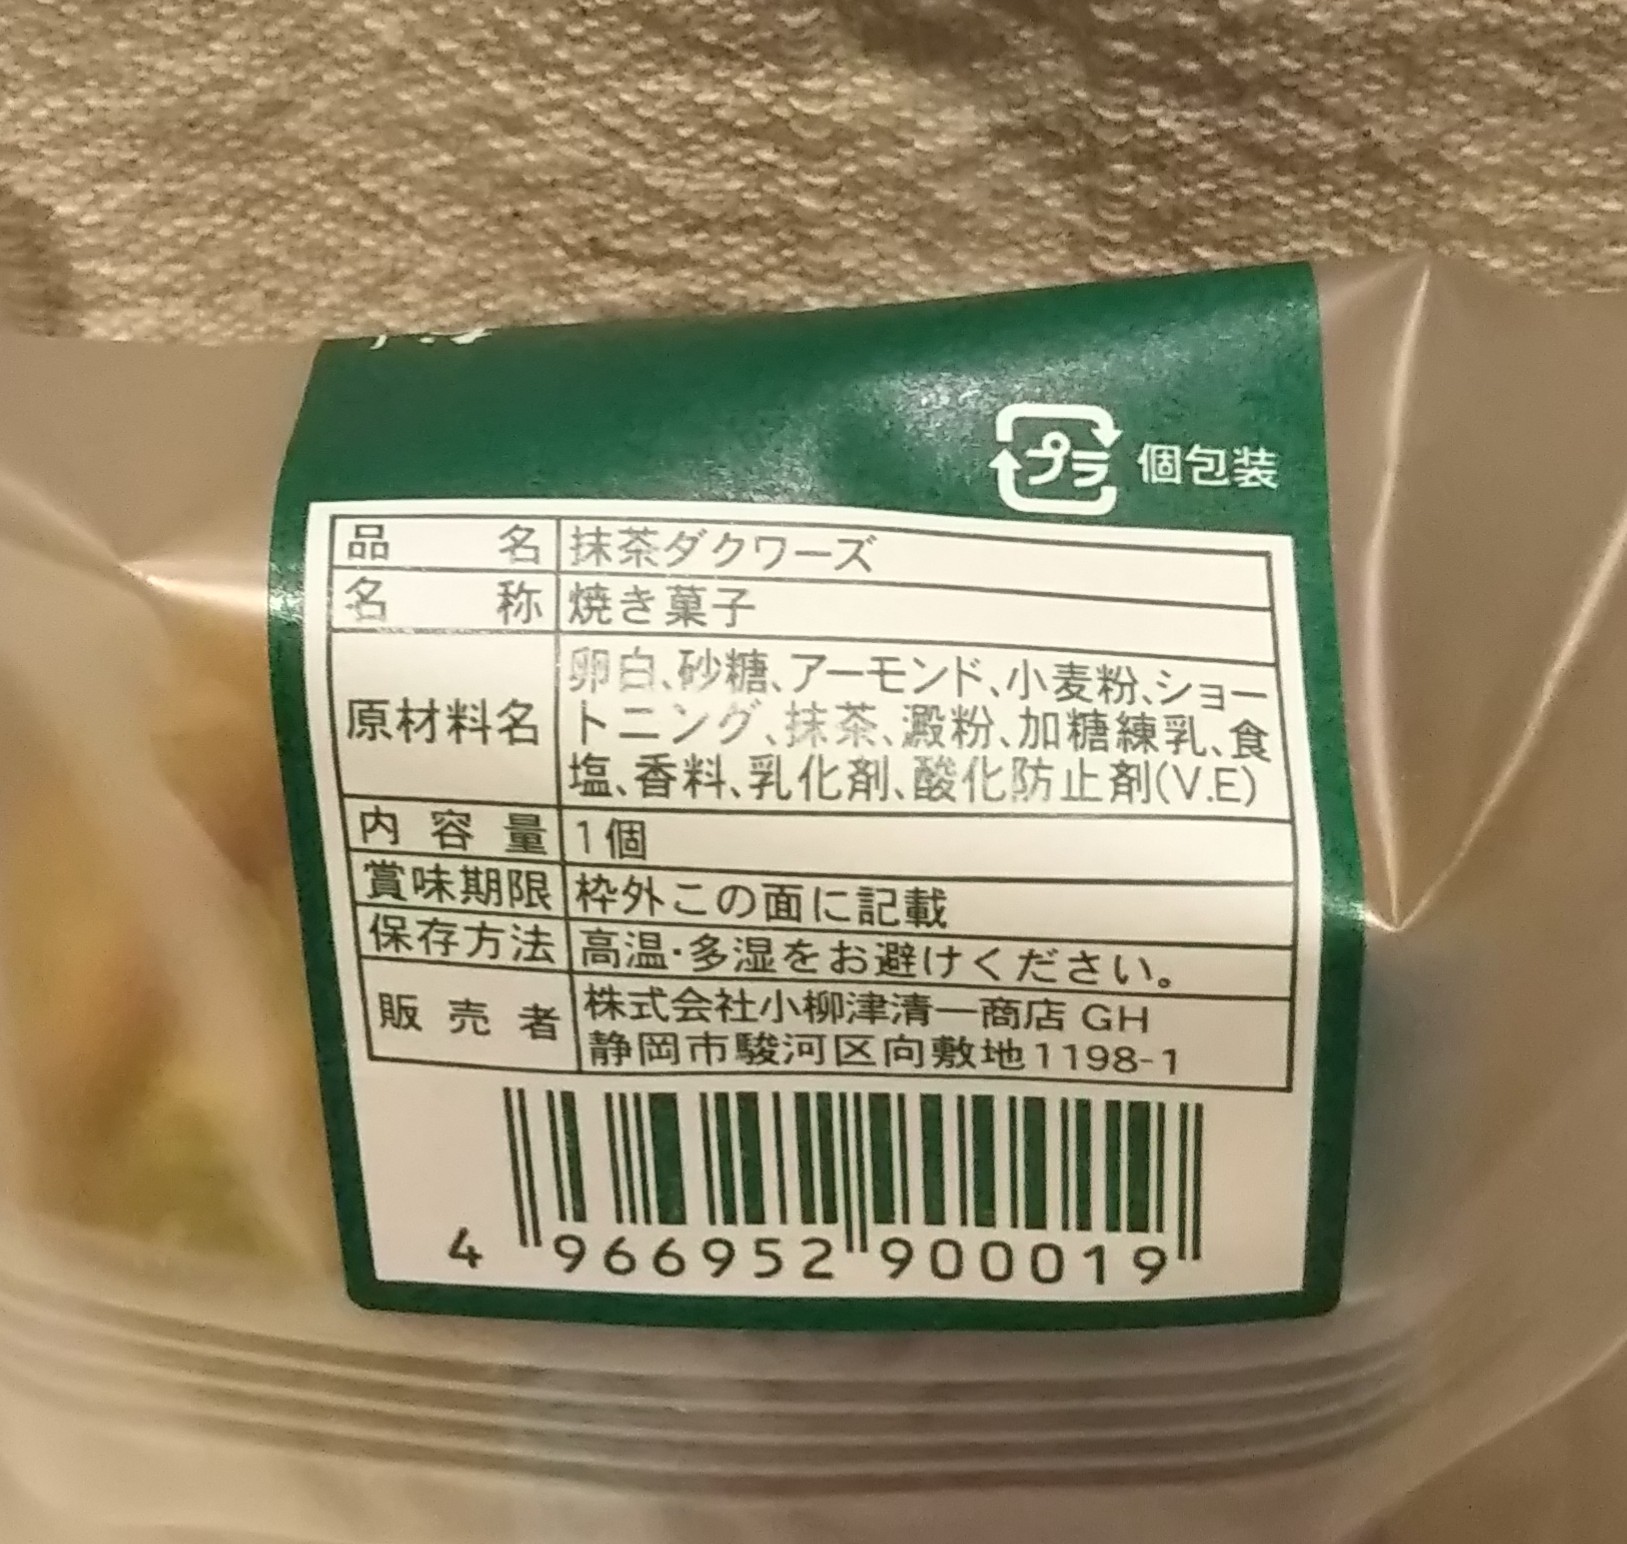 プラ 個包装
品名 抹茶ダクワーズ
名称 焼き菓子
原材料名 卵白、砂糖、アーモンド、小麦粉、ショー
トニング、抹茶、澱粉、加糖練乳、食
塩、香料、乳化剤、酸化防止剤(V.E)
内容量 1個
賞味期限 枠外この面に記載
保存方法 高温・多湿をお避けください。
販売者 株式会社小柳津清一商店 GH
静岡市駿河区向敷地1198-1
4 966952 900019